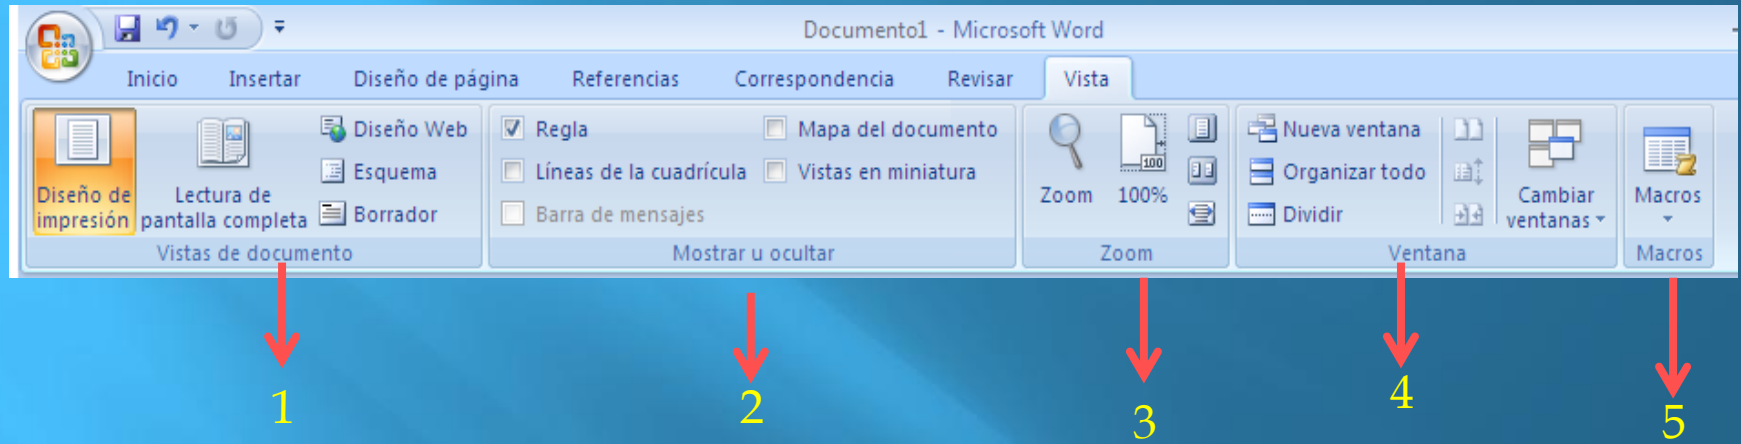 Documento1 - Microsoft Word
Inicio Insertar Diseño de página Referencias Correspondencia Revisar Vista
Diseño de impresión
Lectura de pantalla completa
Diseño Web
Esquema
Borrador
Vistas de documento
Regla
Líneas de la cuadrícula
Barra de mensajes
Mapa del documento
Vistas en miniatura
Mostrar u ocultar
Zoom
100
100%
Zoom
Nueva ventana
Organizar todo
Dividir
Cambiar ventanas
Ventana
Macros
Macros
1
2
3
4
5